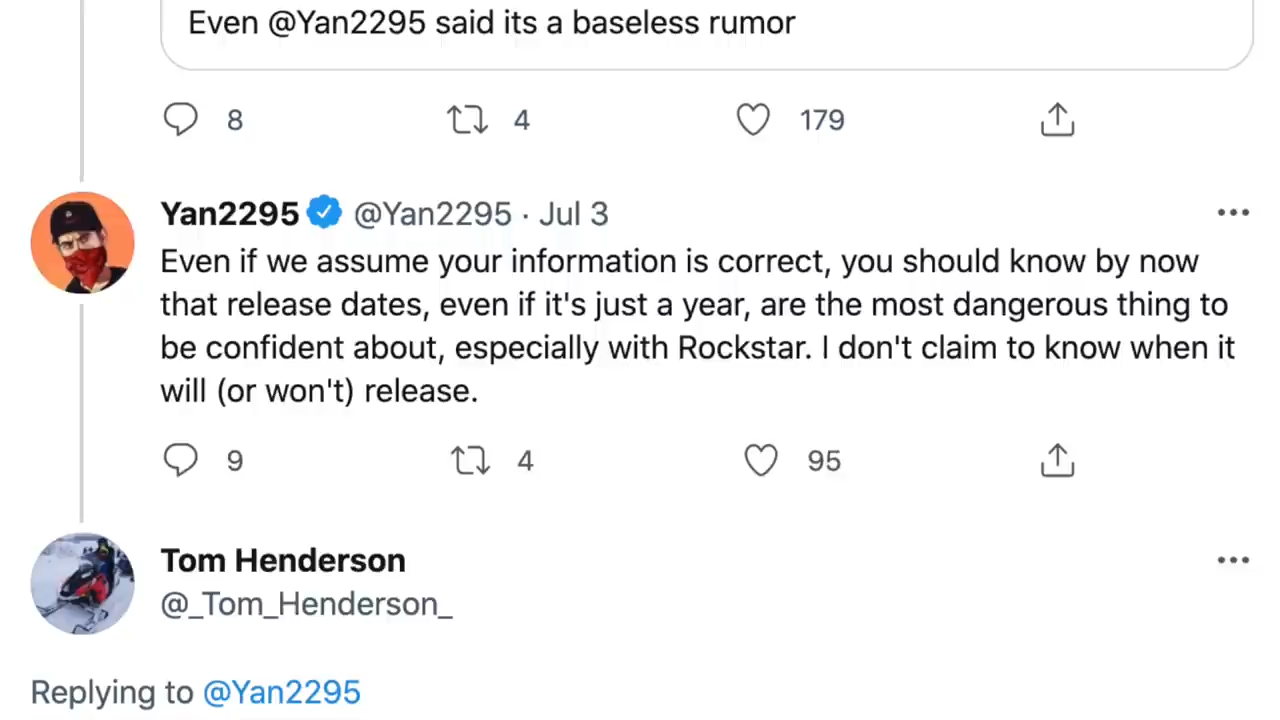 Even @Yan2295 said its a baseless rumor
8 4 179
Yan2295 @Yan2295 · Jul 3
Even if we assume your information is correct, you should know by now
that release dates, even if it's just a year, are the most dangerous thing to
be confident about, especially with Rockstar. I don't claim to know when it
will (or won't) release.
9 4 95
Tom Henderson
@_Tom_Henderson_
Replying to @Yan2295